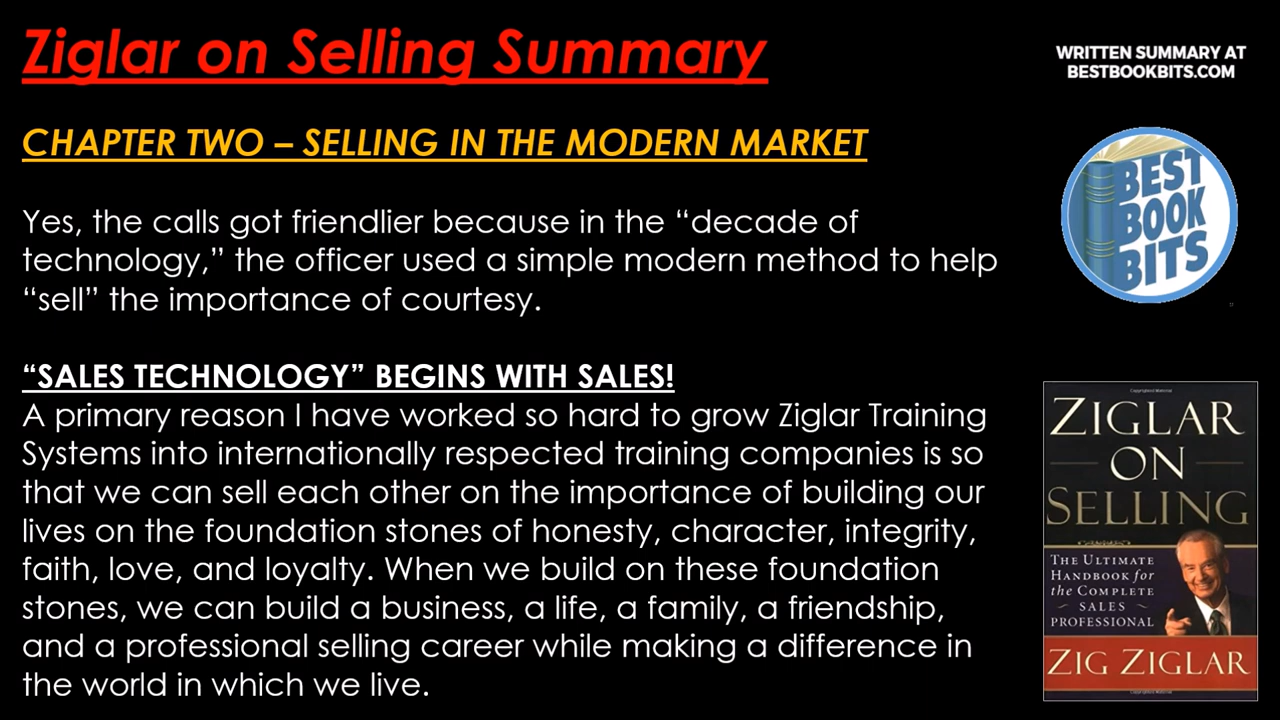 Ziglar on Selling Summary
WRITTEN SUMMARY AT
BESTBOOKBITS.COM
CHAPTER TWO – SELLING IN THE MODERN MARKET
BEST
BOOK
BITS
Yes, the calls got friendlier because in the “decade of
technology,” the officer used a simple modern method to help
“sell” the importance of courtesy.
“SALES TECHNOLOGY” BEGINS WITH SALES!
A primary reason I have worked so hard to grow Ziglar Training
Systems into internationally respected training companies is so
that we can sell each other on the importance of building our
lives on the foundation stones of honesty, character, integrity,
faith, love, and loyalty. When we build on these foundation
stones, we can build a business, a life, a family, a friendship,
and a professional selling career while making a difference in
the world in which we live.
ZIGLAR
ON
SELLING
THE ULTIMATE
HANDBOOK for
the COMPLETE
SALES
PROFESSIONAL
ZIG ZIGLAR